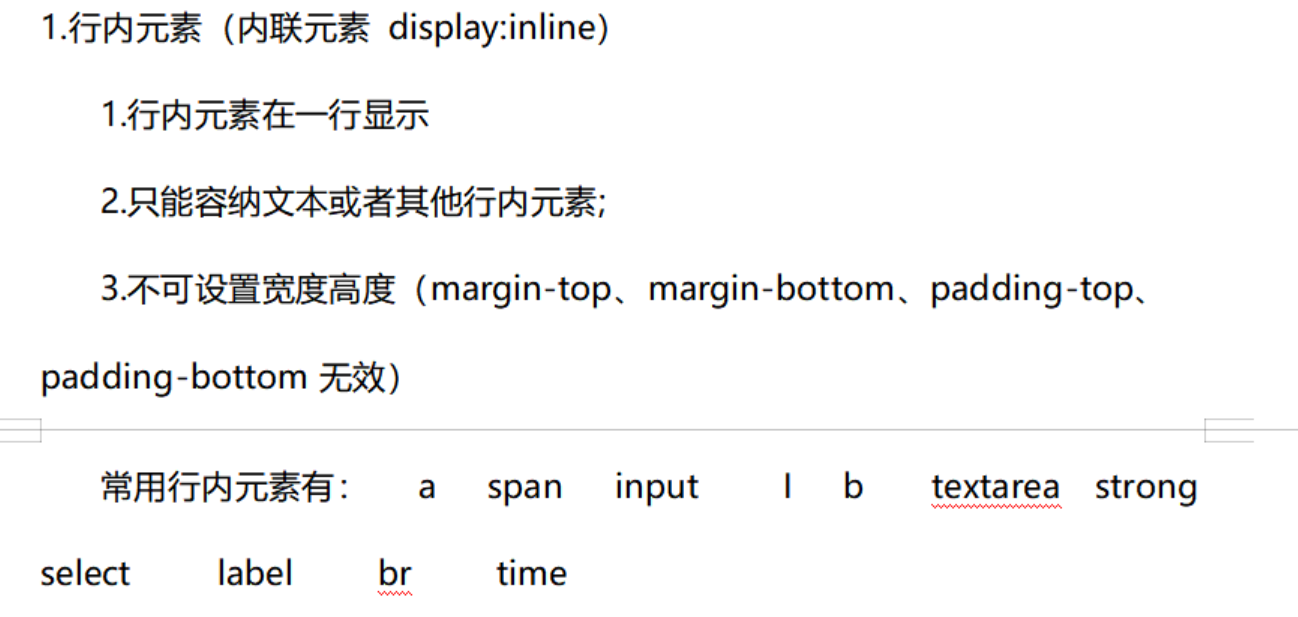 1.行内元素（内联元素 display:inline）
1.行内元素在一行显示
2.只能容纳文本或者其他行内元素;
3.不可设置宽度高度（margin-top、margin-bottom、padding-top、
padding-bottom 无效）
常用行内元素有： a span input I b textarea strong
select label br time